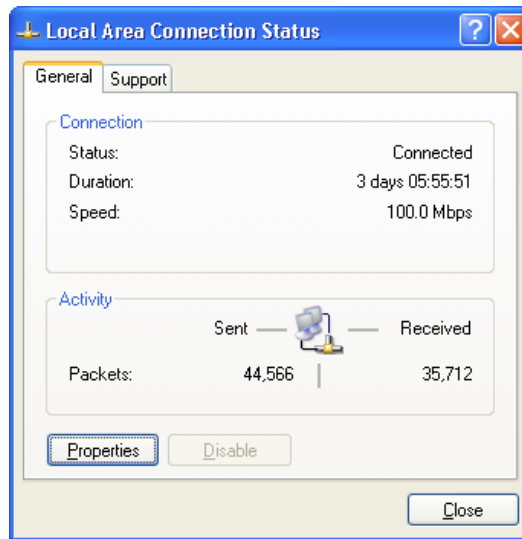 Local Area Connection Status
General Support
Connection
Status: Connected
Duration: 3 days 05:55:51
Speed: 100.0 Mbps
Activity
Sent Received
Packets: 44,566 35,712
Properties Disable
Close